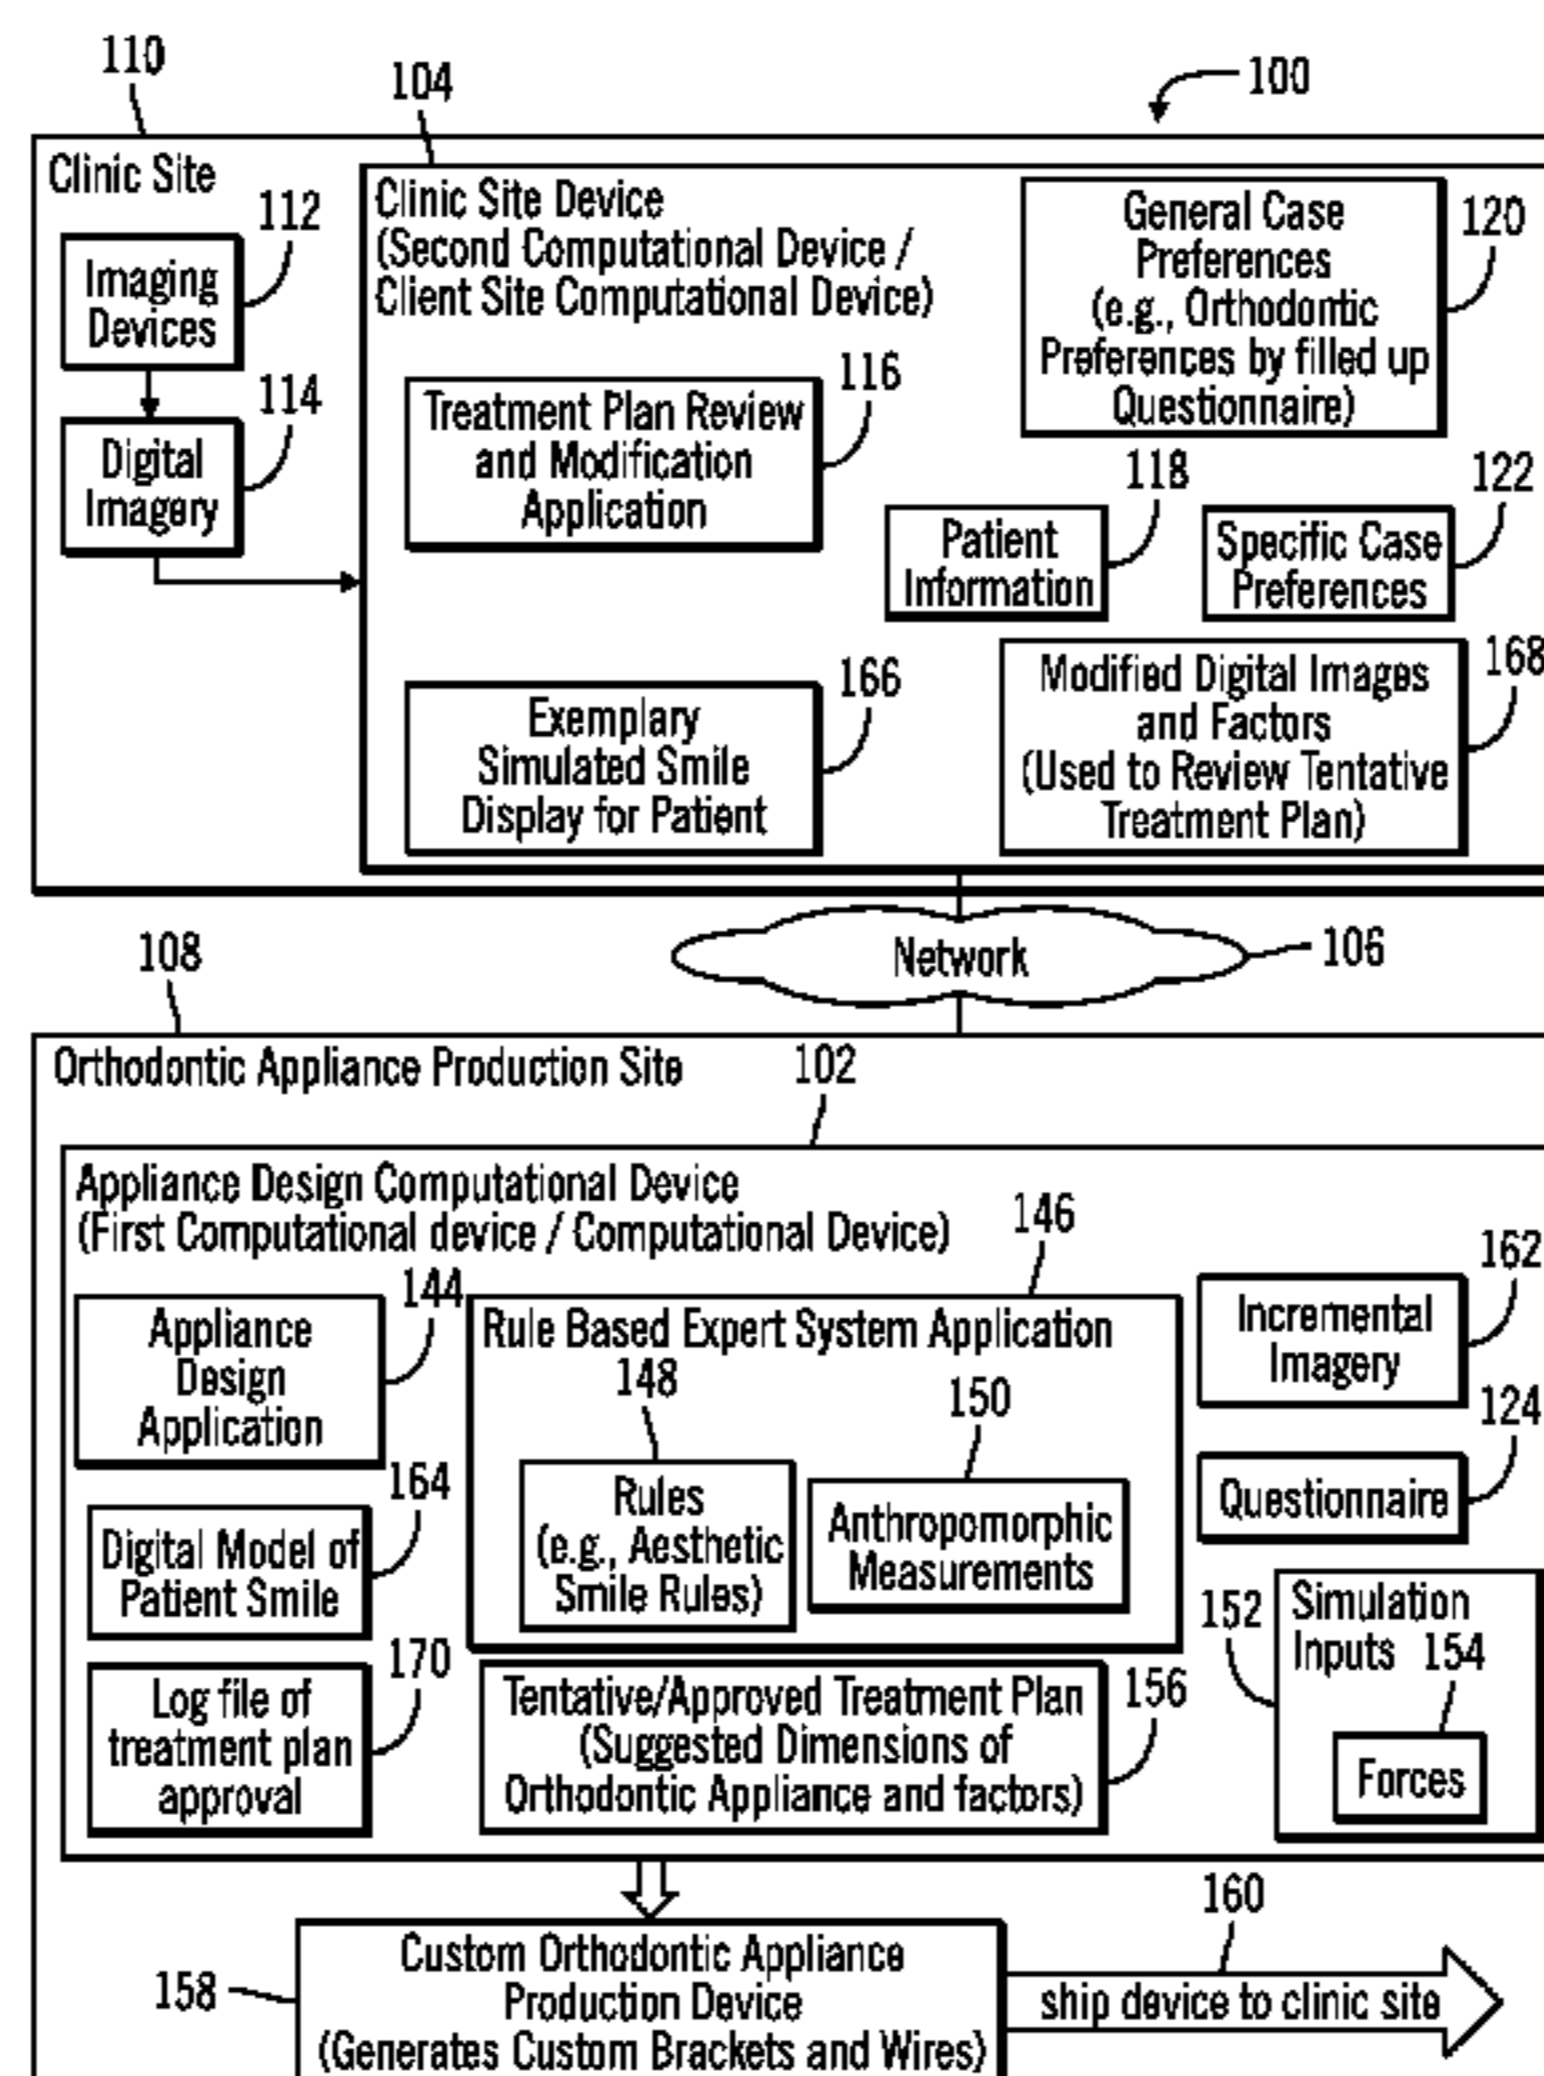 110
104
100
Clinic Site
112
Imaging
Devices
114
Digital
Imagery
Clinic Site Device
(Second Computational Device /
Client Site Computational Device)
General Case
Preferences
(e.g., Orthodontic
Preferences by filled up
Questionnaire)
120
116
Treatment Plan Review
and Modification
Application
118
Patient
Information
122
Specific Case
Preferences
166
Exemplary
Simulated Smile
Display for Patient
168
Modified Digital Images
and Factors
(Used to Review Tentative
Treatment Plan)
Network
106
108
Orthodontic Appliance Production Site
102
Appliance Design Computational Device
(First Computational device / Computational Device)
146
162
144
Appliance
Design
Application
Rule Based Expert System Application
148
150
Rules
(e.g., Aesthetic
Smile Rules)
Anthropomorphic
Measurements
Incremental
Imagery
124
Questionnaire
164
Digital Model of
Patient Smile
152
Simulation
Inputs 154
Forces
170
Log file of
treatment plan
approval
Tentative/Approved Treatment Plan
(Suggested Dimensions of
Orthodontic Appliance and factors)
156
160
158
Custom Orthodontic Appliance
Production Device
(Generates Custom Brackets and Wires)
ship device to clinic site